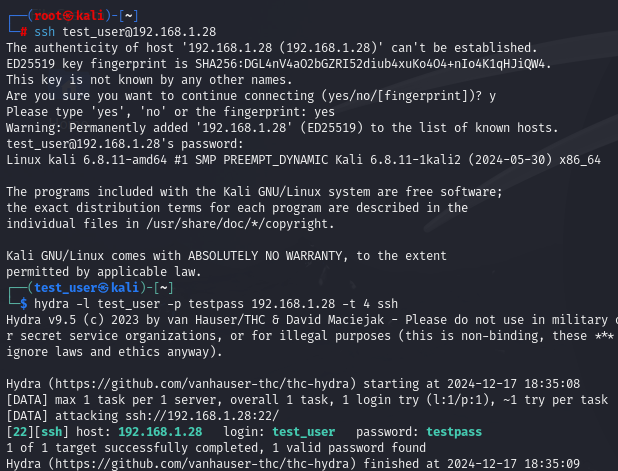 ┌──(root㉿kali)-[~]
└─# ssh test_user@192.168.1.28
The authenticity of host '192.168.1.28 (192.168.1.28)' can't be established.
ED25519 key fingerprint is SHA256:DGL4nV4aO2bGZRI52diub4xuKo4O4+nIo4K1qHJiQW4.
This key is not known by any other names.
Are you sure you want to continue connecting (yes/no/[fingerprint])? y
Please type 'yes', 'no' or the fingerprint: yes
Warning: Permanently added '192.168.1.28' (ED25519) to the list of known hosts.
test_user@192.168.1.28's password:
Linux kali 6.8.11-amd64 #1 SMP PREEMPT_DYNAMIC Kali 6.8.11-1kali2 (2024-05-30) x86_64

The programs included with the Kali GNU/Linux system are free software;
the exact distribution terms for each program are described in the
individual files in /usr/share/doc/*/copyright.

Kali GNU/Linux comes with ABSOLUTELY NO WARRANTY, to the extent
permitted by applicable law.
┌──(test_user㉿kali)-[~]
└─$ hydra -l test_user -p testpass 192.168.1.28 -t 4 ssh
Hydra v9.5 (c) 2023 by van Hauser/THC & David Maciejak - Please do not use in military o
r secret service organizations, or for illegal purposes (this is non-binding, these ***
ignore laws and ethics anyway).

Hydra (https://github.com/vanhauser-thc/thc-hydra) starting at 2024-12-17 18:35:08
[DATA] max 1 task per 1 server, overall 1 task, 1 login try (l:1/p:1), ~1 try per task
[DATA] attacking ssh://192.168.1.28:22/
[22][ssh] host: 192.168.1.28   login: test_user   password: testpass
1 of 1 target successfully completed, 1 valid password found
Hydra (https://github.com/vanhauser-thc/thc-hydra) finished at 2024-12-17 18:35:09